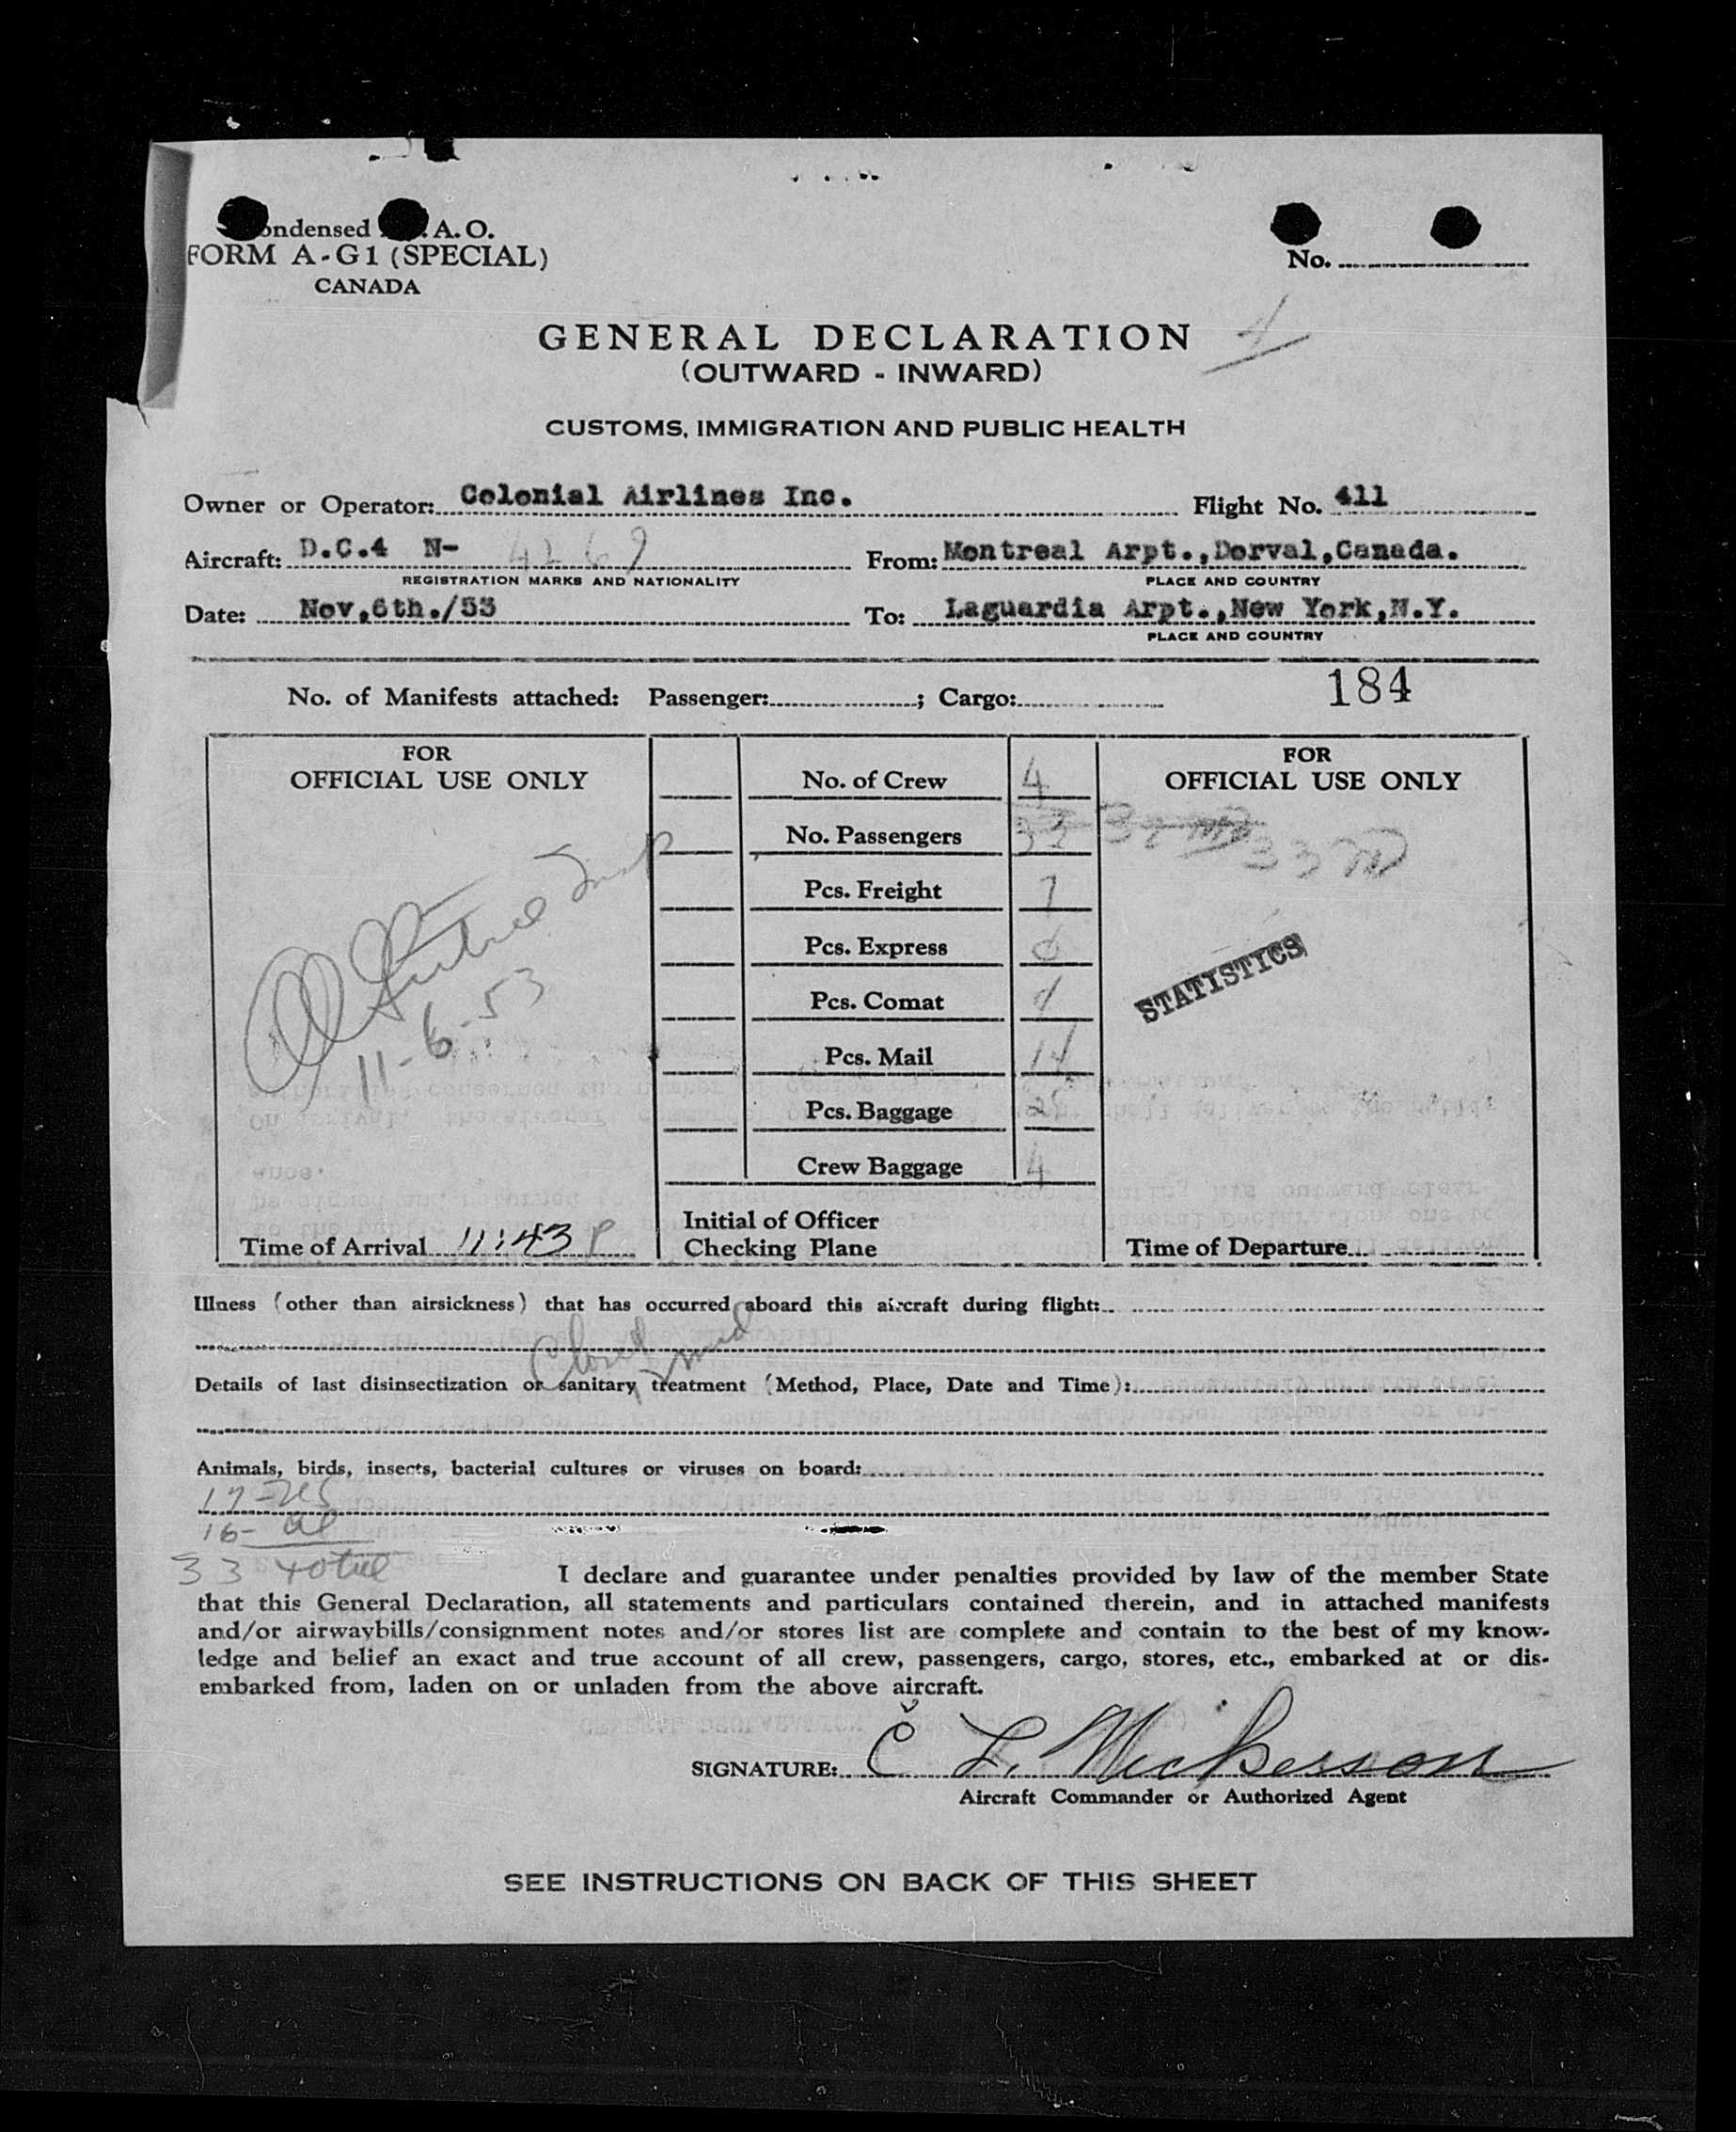 ondensed A.O.
FORM A-G1 (SPECIAL)
CANADA
No.
GENERAL DECLARATION
(OUTWARD - INWARD)
CUSTOMS, IMMIGRATION AND PUBLIC HEALTH
Owner or Operator: Colonial Airlines Inc. Flight No. 411
Aircraft: D.C.4 N- 4269 From: Montreal Arpt.,Dorval,Canada.
REGISTRATION MARKS AND NATIONALITY PLACE AND COUNTRY
Date: Nov,6th./53 To: Laguardia Arpt.,New York,N.Y.
PLACE AND COUNTRY
No. of Manifests attached: Passenger: ; Cargo: 184
FOR
OFFICIAL USE ONLY
11-6-53
Time of Arrival 11:43 P
No. of Crew 4
No. Passengers 33
Pcs. Freight 7
Pcs. Express 0
Pcs. Comat
Pcs. Mail
Pcs. Baggage
Crew Baggage 4
Initial of Officer
Checking Plane
FOR
OFFICIAL USE ONLY
33
STATISTICS
Time of Departure
Illness (other than airsickness) that has occurred aboard this aircraft during flight:
Details of last disinsectization or sanitary treatment (Method, Place, Date and Time):
Animals, birds, insects, bacterial cultures or viruses on board:
17-US
16-al
33 total
I declare and guarantee under penalties provided by law of the member State
that this General Declaration, all statements and particulars contained therein, and in attached manifests
and/or airwaybills/consignment notes and/or stores list are complete and contain to the best of my know-
ledge and belief an exact and true account of all crew, passengers, cargo, stores, etc., embarked at or dis-
embarked from, laden on or unladen from the above aircraft.
SIGNATURE: C L. Nickerson
Aircraft Commander or Authorized Agent
SEE INSTRUCTIONS ON BACK OF THIS SHEET